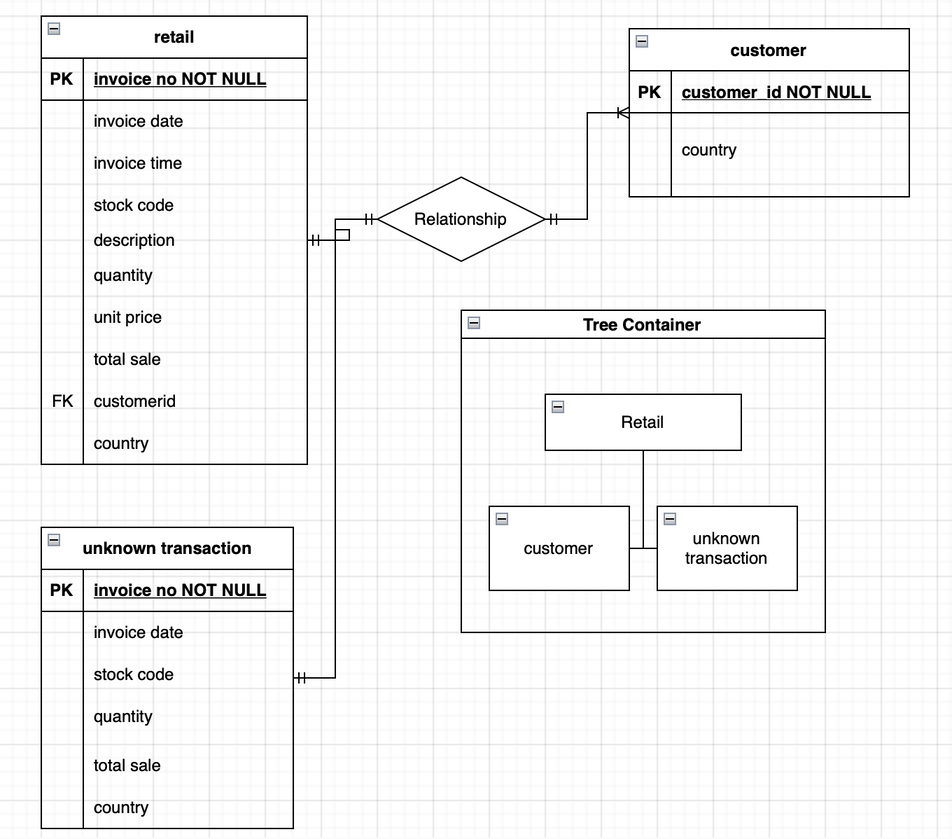 retail
PK invoice no NOT NULL
invoice date
invoice time
stock code
description
quantity
unit price
total sale
FK customerid
country
customer
PK customer_id NOT NULL
country
Relationship
Tree Container
Retail
customer
unknown
transaction
unknown transaction
PK invoice no NOT NULL
invoice date
stock code
quantity
total sale
country